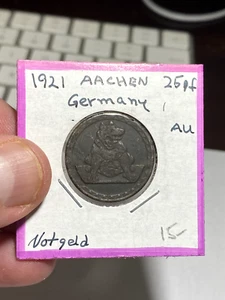 1921 AACHEN 25pf
Germany
AU
Notgeld 15-